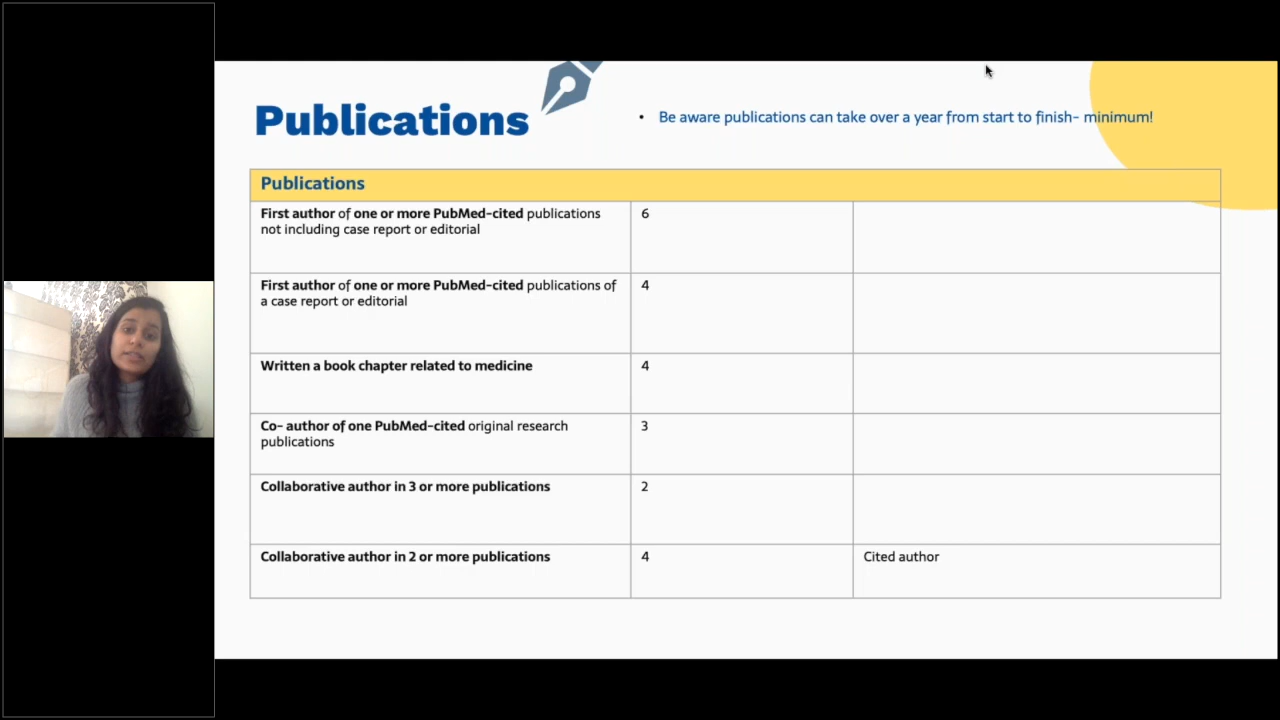 Publications
• Be aware publications can take over a year from start to finish- minimum!
Publications
First author of one or more PubMed-cited publications
not including case report or editorial
6
First author of one or more PubMed-cited publications of
a case report or editorial
4
Written a book chapter related to medicine
4
Co- author of one PubMed-cited original research
publications
3
Collaborative author in 3 or more publications
2
Collaborative author in 2 or more publications
4
Cited author